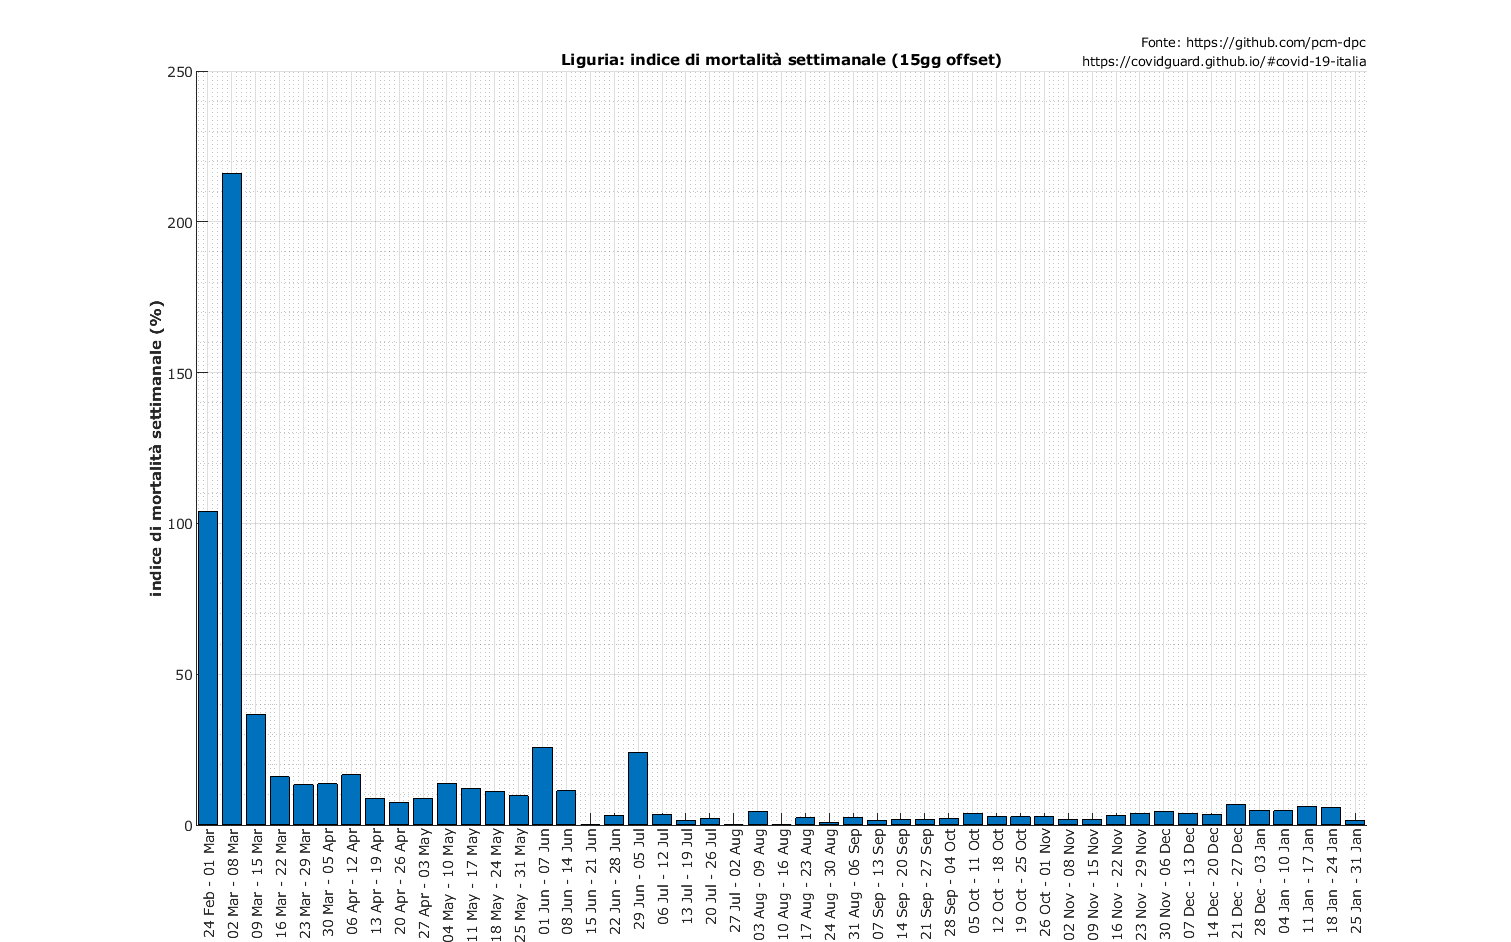 Fonte: https://github.com/pcm-dpc
Liguria: indice di mortalità settimanale (15gg offset)
https://covidguard.github.io/#covid-19-italia
indice di mortalità settimanale (%)
250
200
150
100
50
0
24 Feb - 01 Mar
02 Mar - 08 Mar
09 Mar - 15 Mar
16 Mar - 22 Mar
23 Mar - 29 Mar
30 Mar - 05 Apr
06 Apr - 12 Apr
13 Apr - 19 Apr
20 Apr - 26 Apr
27 Apr - 03 May
04 May - 10 May
11 May - 17 May
18 May - 24 May
25 May - 31 May
01 Jun - 07 Jun
08 Jun - 14 Jun
15 Jun - 21 Jun
22 Jun - 28 Jun
29 Jun - 05 Jul
06 Jul - 12 Jul
13 Jul - 19 Jul
20 Jul - 26 Jul
27 Jul - 02 Aug
03 Aug - 09 Aug
10 Aug - 16 Aug
17 Aug - 23 Aug
24 Aug - 30 Aug
31 Aug - 06 Sep
07 Sep - 13 Sep
14 Sep - 20 Sep
21 Sep - 27 Sep
28 Sep - 04 Oct
05 Oct - 11 Oct
12 Oct - 18 Oct
19 Oct - 25 Oct
26 Oct - 01 Nov
02 Nov - 08 Nov
09 Nov - 15 Nov
16 Nov - 22 Nov
23 Nov - 29 Nov
30 Nov - 06 Dec
07 Dec - 13 Dec
14 Dec - 20 Dec
21 Dec - 27 Dec
28 Dec - 03 Jan
04 Jan - 10 Jan
11 Jan - 17 Jan
18 Jan - 24 Jan
25 Jan - 31 Jan